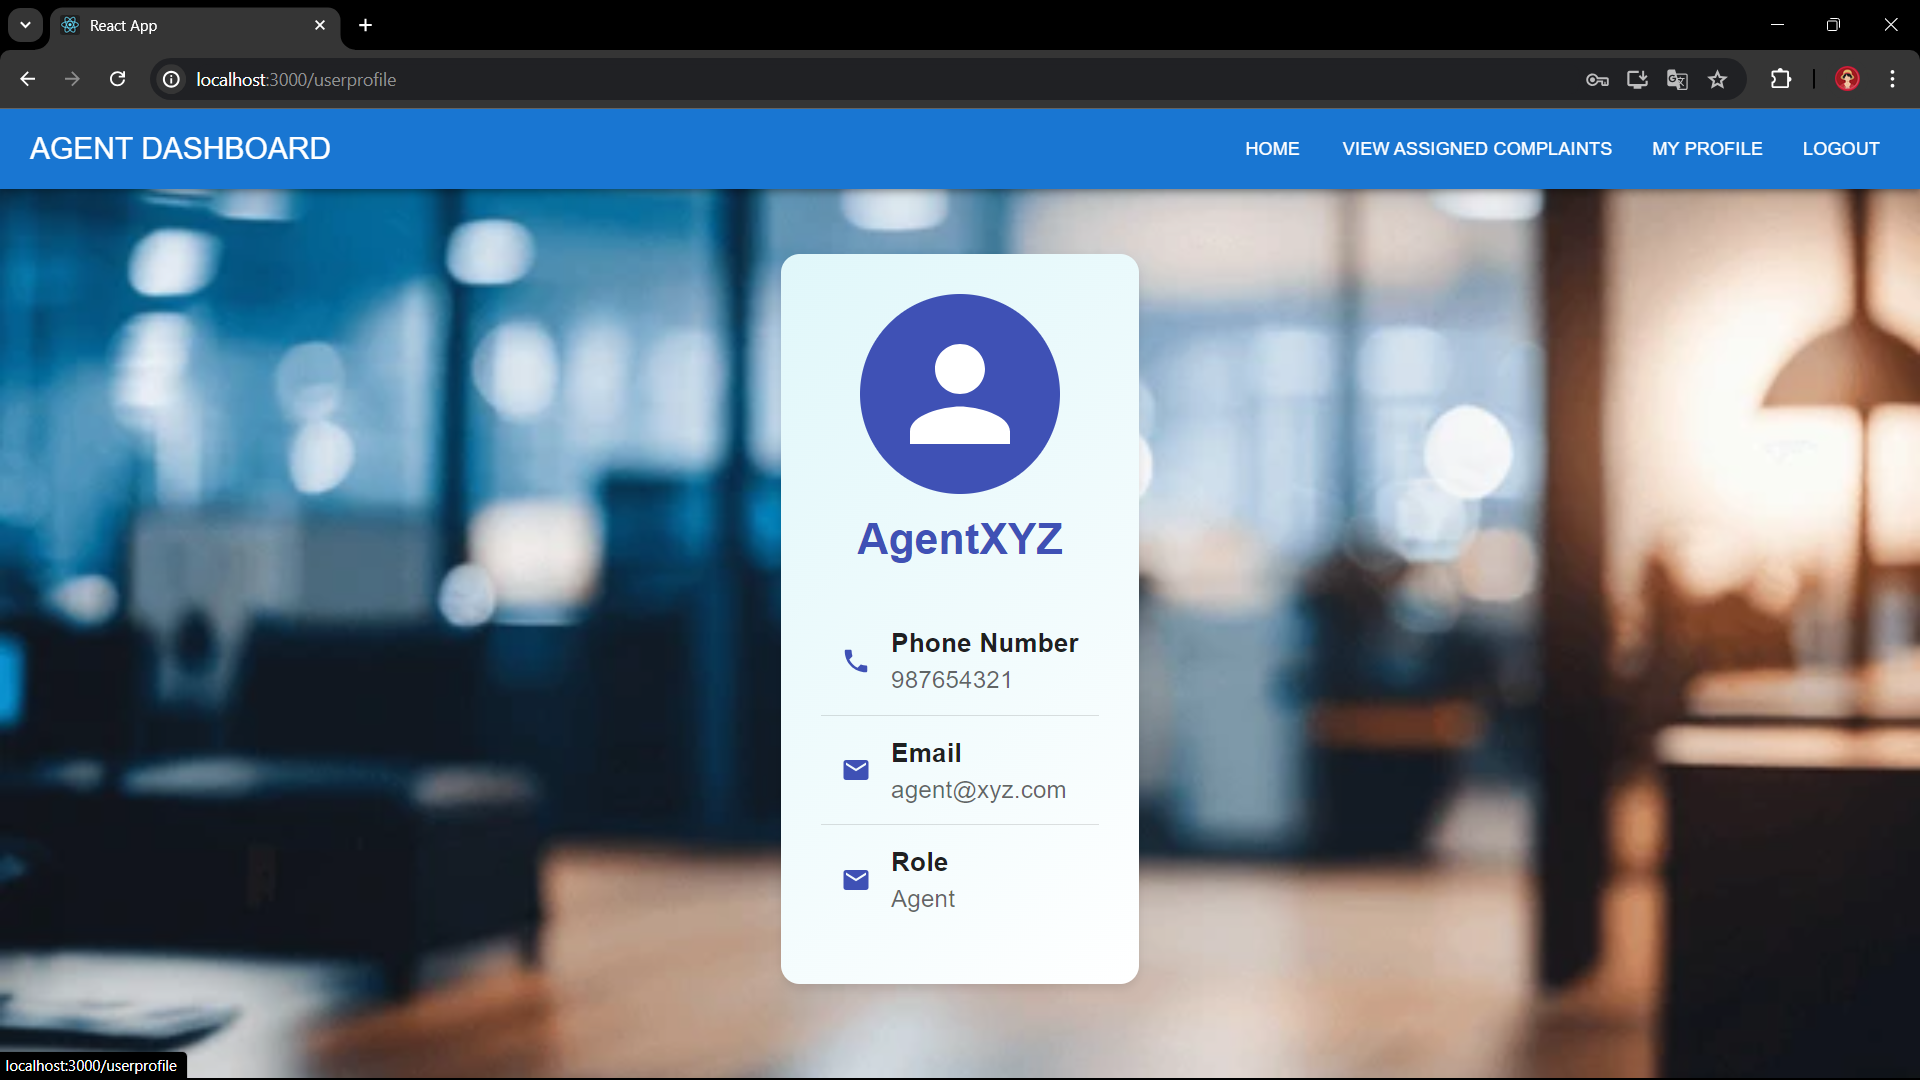 React App
localhost:3000/userprofile
AGENT DASHBOARD
HOME
VIEW ASSIGNED COMPLAINTS
MY PROFILE
LOGOUT
AgentXYZ
Phone Number
987654321
Email
agent@xyz.com
Role
Agent
localhost:3000/userprofile